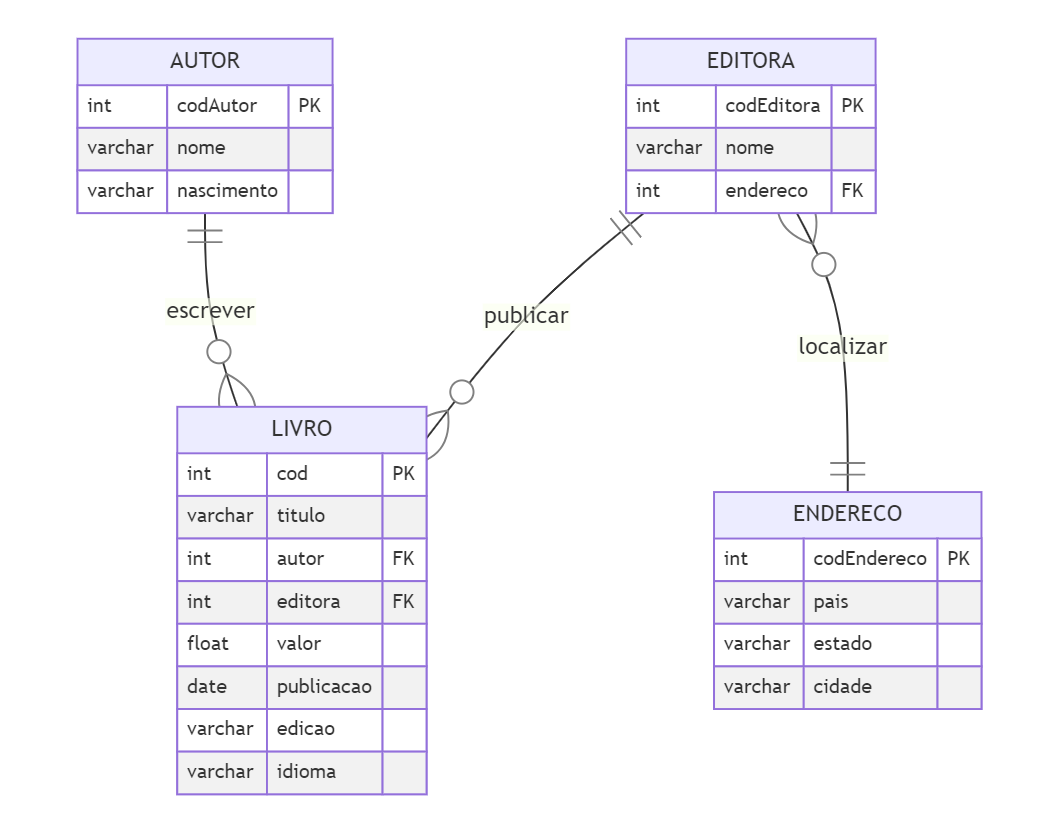 AUTOR
int codAutor PK
varchar nome
varchar nascimento
EDITORA
int codEditora PK
varchar nome
int endereco FK
escrever
publicar
localizar
LIVRO
int cod PK
varchar titulo
int autor FK
int editora FK
float valor
date publicacao
varchar edicao
varchar idioma
ENDERECO
int codEndereco PK
varchar pais
varchar estado
varchar cidade